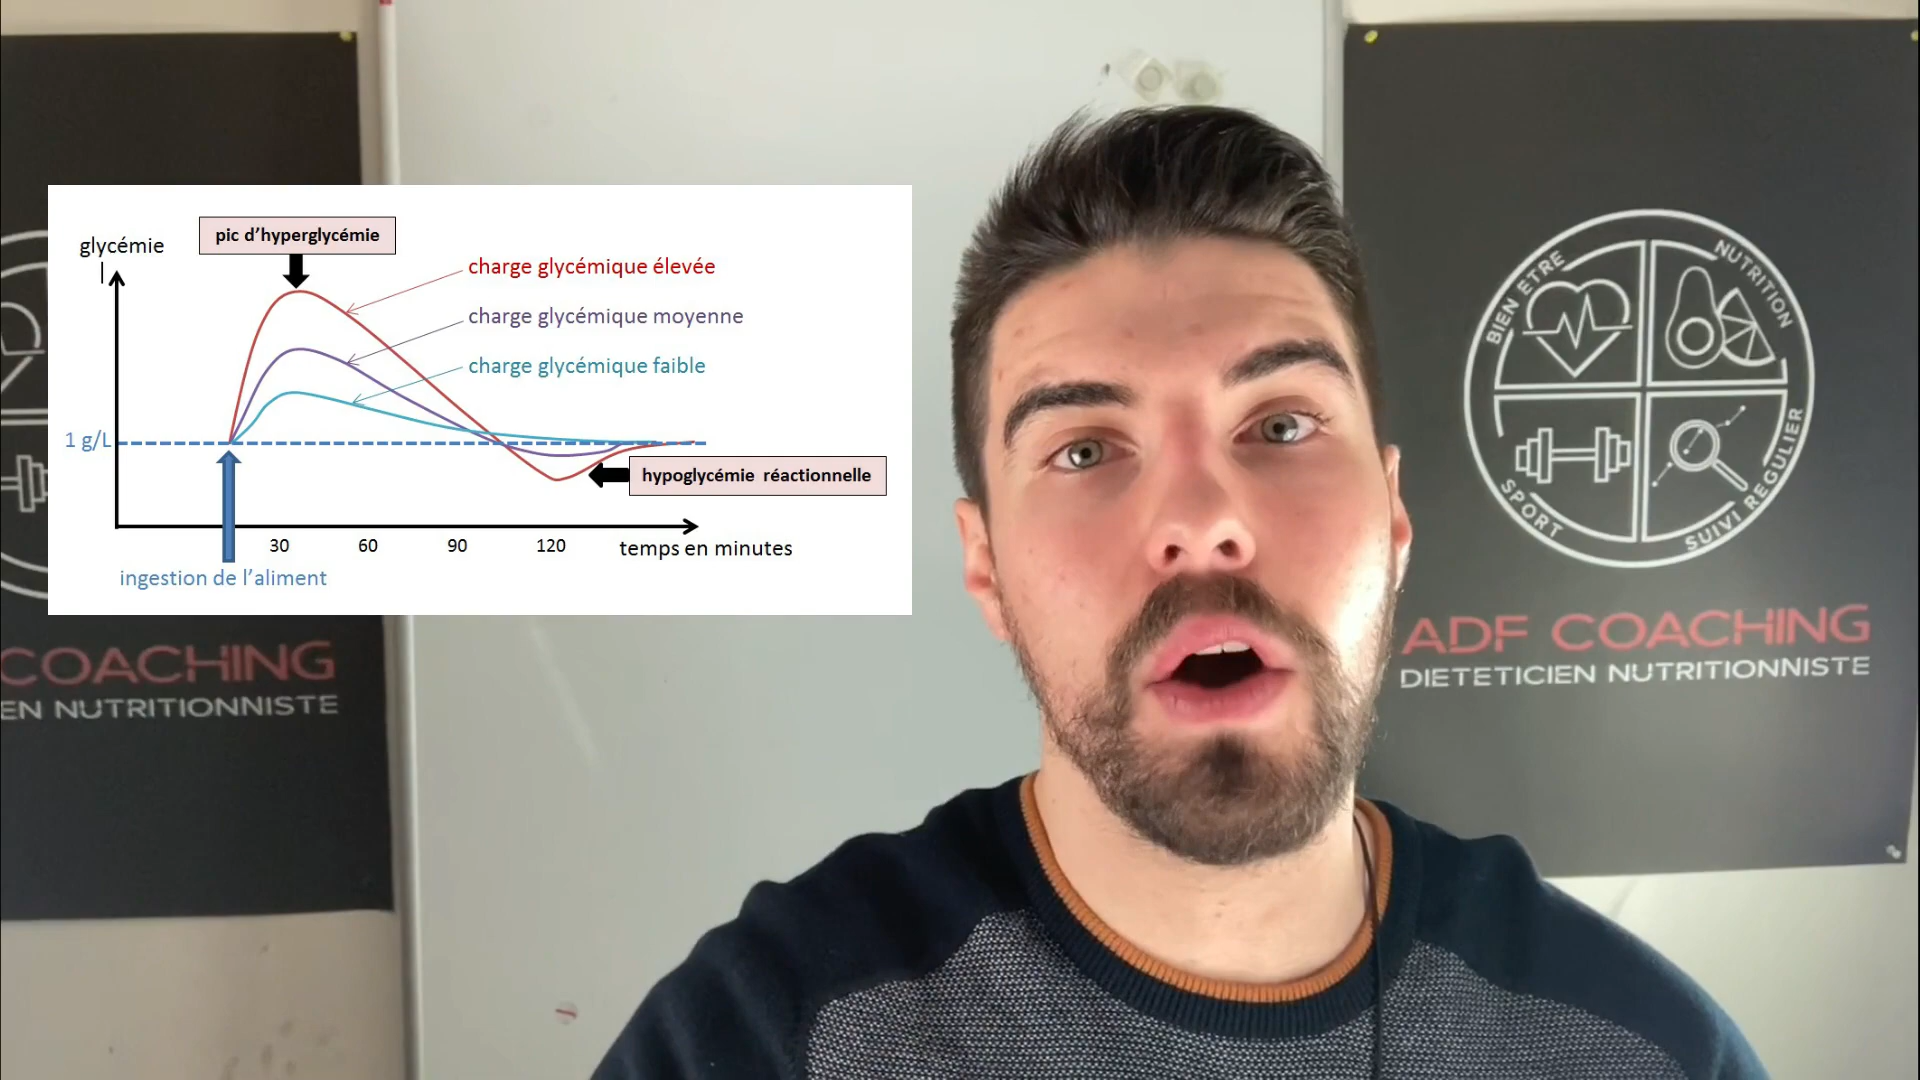 pic d’hyperglycémie
glycémie
charge glycémique élevée
charge glycémique moyenne
charge glycémique faible
1 g/L
hypoglycémie réactionnelle
30 60 90 120 temps en minutes
ingestion de l’aliment
COACHING
EN NUTRITIONNISTE
BIEN ETRE
NUTRITION
SPORT
SUIVI REGULIER
ADF COACHING
DIETETICIEN NUTRITIONNISTE